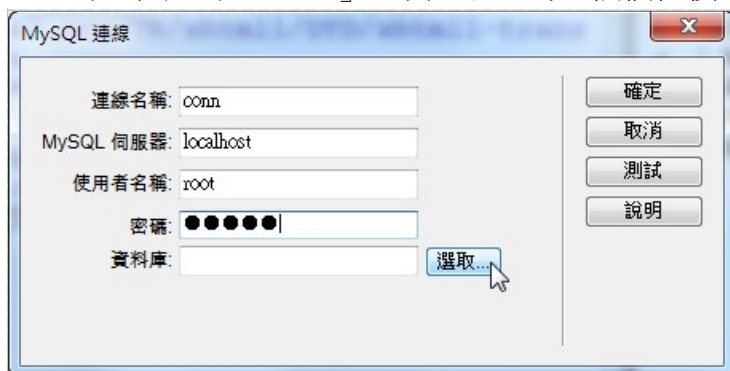 MySQL 連線
連線名稱: conn
MySQL 伺服器: localhost
使用者名稱: root
密碼: ●●●●●
資料庫:
選取...
確定
取消
測試
說明